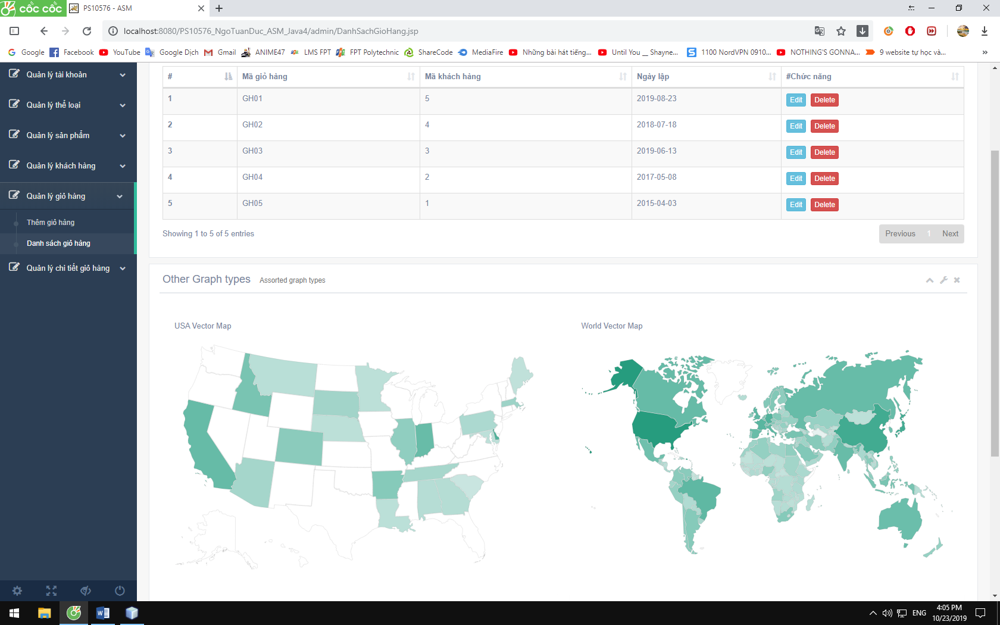 cốc cốc PS10576 - ASM
localhost:8080/PS10576_NgoTuanDuc_ASM_Java4/admin/DanhSachGioHang.jsp
Google Facebook YouTube Google Dịch Gmail ANIME47 LMS FPT FPT Polytechnic ShareCode MediaFire Những bài hát tiếng... Until You __ Shayne... 1100 NordVPN 0910... NOTHING'S GONNA... 9 website tự học và... »
Quản lý tài khoản
Quản lý thể loại
Quản lý sản phẩm
Quản lý khách hàng
Quản lý giỏ hàng
Thêm giỏ hàng
Danh sách giỏ hàng
Quản lý chi tiết giỏ hàng
# Mã giỏ hàng Mã khách hàng Ngày lập #Chức năng
1 GH01 5 2019-08-23 Edit Delete
2 GH02 4 2018-07-18 Edit Delete
3 GH03 3 2019-06-13 Edit Delete
4 GH04 2 2017-05-08 Edit Delete
5 GH05 1 2015-04-03 Edit Delete
Showing 1 to 5 of 5 entries Previous 1 Next
Other Graph types Assorted graph types
USA Vector Map World Vector Map
ENG 4:05 PM
10/23/2019